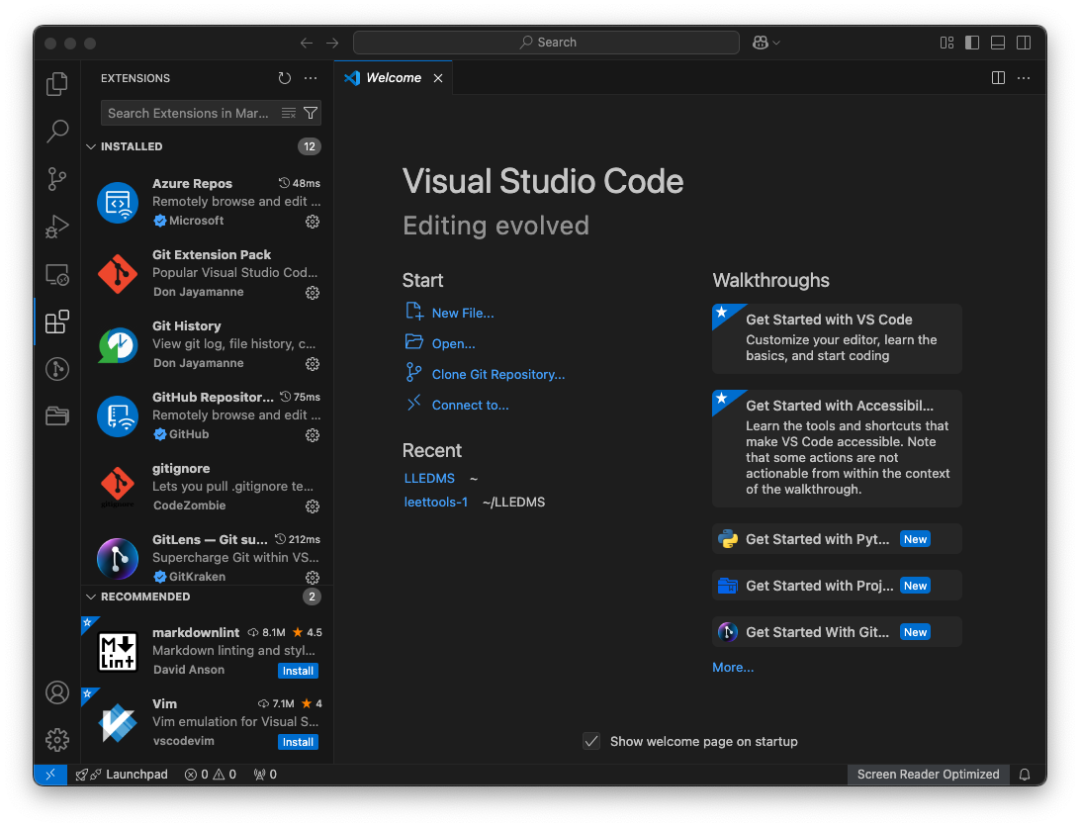 Search
EXTENSIONS
Search Extensions in Mar...
INSTALLED
12
Azure Repos
48ms
Remotely browse and edit ...
Microsoft
Git Extension Pack
Popular Visual Studio Cod...
Don Jayamanne
Git History
View git log, file history, c...
Don Jayamanne
GitHub Repositor...
75ms
Remotely browse and edit ...
GitHub
gitignore
Lets you pull .gitignore te...
CodeZombie
GitLens — Git su...
212ms
Supercharge Git within VS...
GitKraken
RECOMMENDED
2
M
Lint
markdownlint
8.1M
4.5
Markdown linting and styl...
David Anson
Install
Vim
7.1M
4
Vim emulation for Visual S...
vscodevim
Install
Welcome
Visual Studio Code
Editing evolved
Start
New File...
Open...
Clone Git Repository...
Connect to...
Recent
LLEDMS ~
leettools-1 ~/LLEDMS
Walkthroughs
Get Started with VS Code
Customize your editor, learn the
basics, and start coding
Get Started with Accessibil...
Learn the tools and shortcuts that
make VS Code accessible. Note
that some actions are not
actionable from within the context
of the walkthrough.
Get Started with Pyt...
New
Get Started with Proj...
New
Get Started With Git...
New
More...
Show welcome page on startup
Launchpad
0
0
0
Screen Reader Optimized